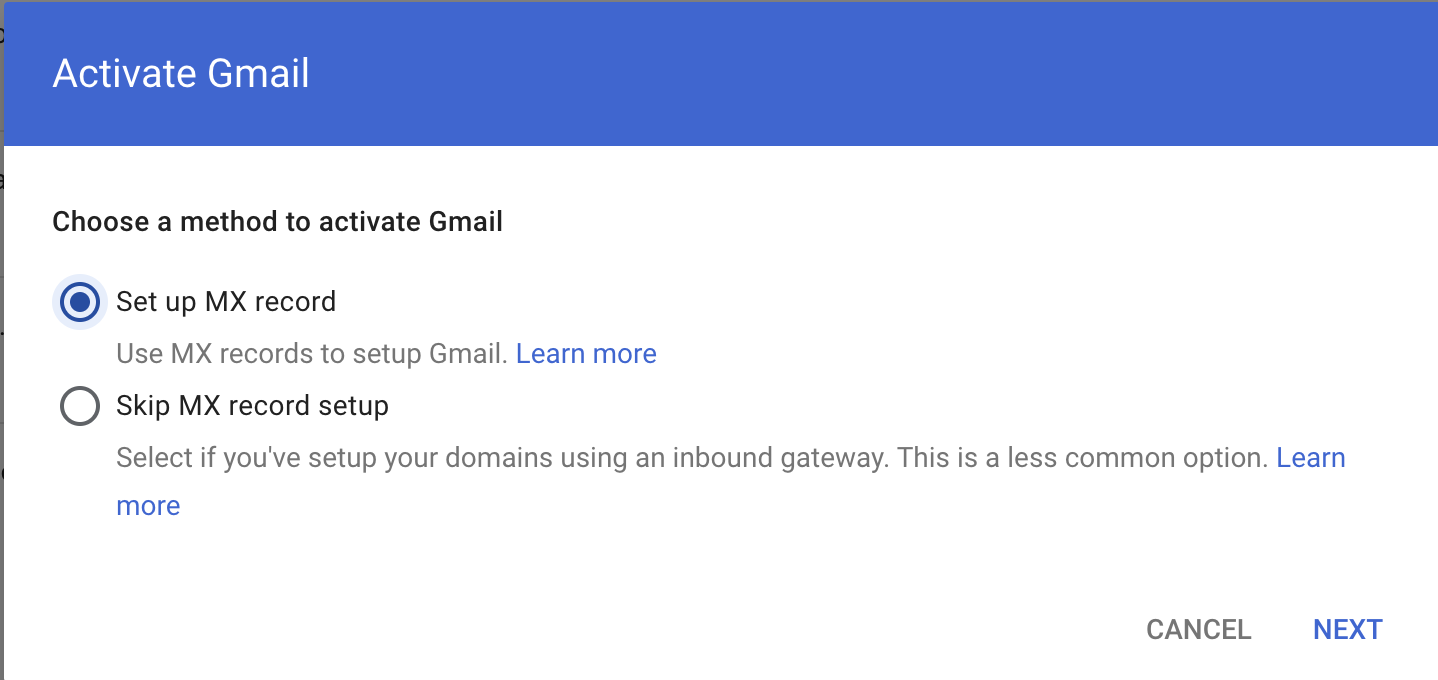 Activate Gmail
Choose a method to activate Gmail
Set up MX record
Use MX records to setup Gmail. Learn more
Skip MX record setup
Select if you've setup your domains using an inbound gateway. This is a less common option. Learn
more
CANCEL NEXT